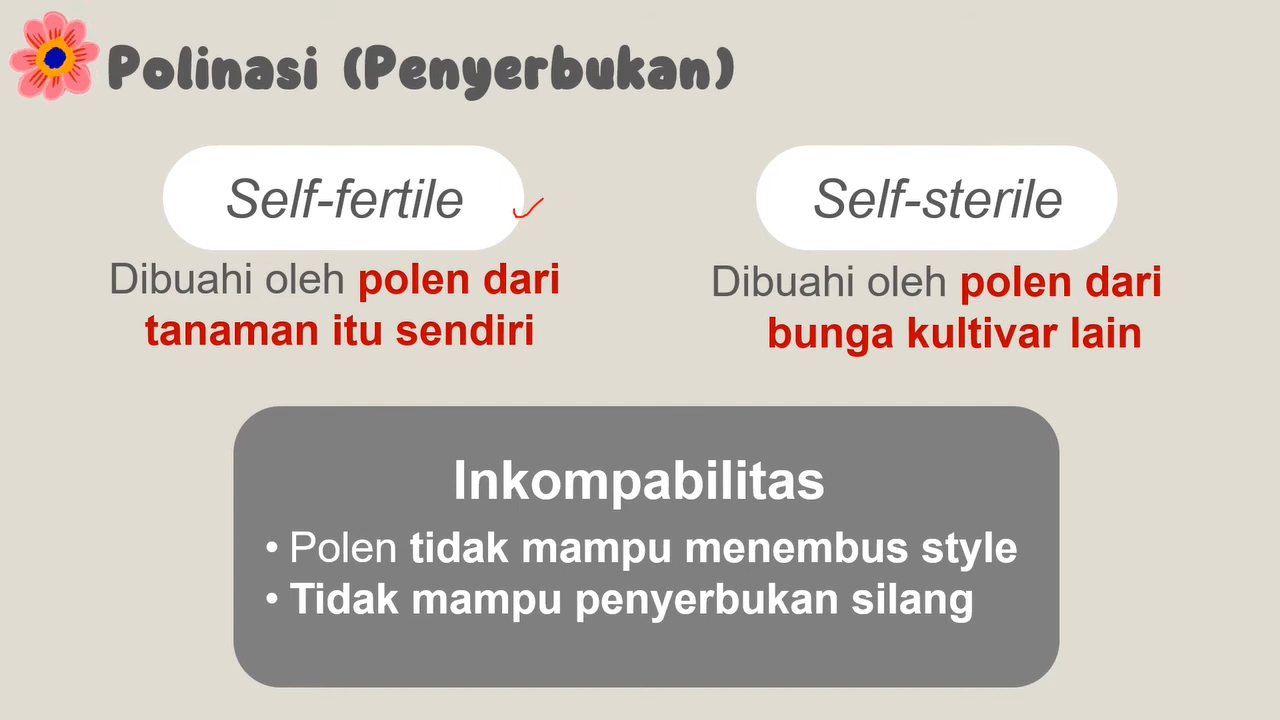 Polinasi (Penyerbukan)
Self-fertile
Dibuahi oleh polen dari
tanaman itu sendiri
Self-sterile
Dibuahi oleh polen dari
bunga kultivar lain
Inkompabilitas
• Polen tidak mampu menembus style
• Tidak mampu penyerbukan silang